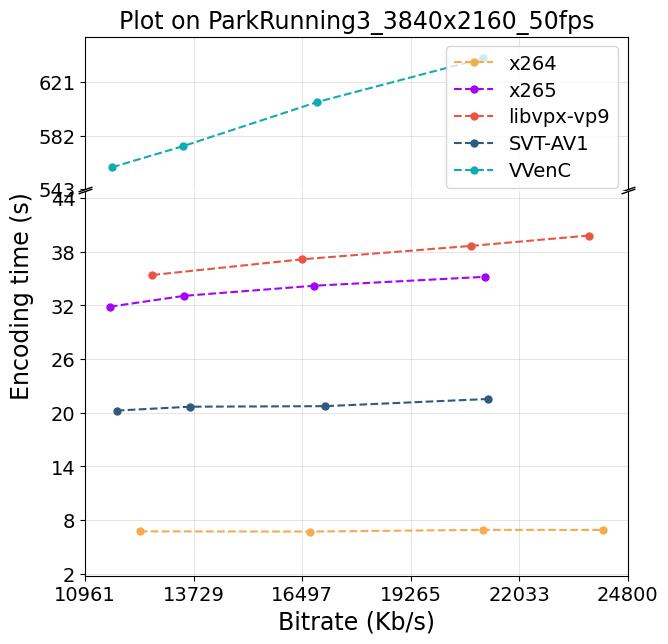 Plot on ParkRunning3_3840x2160_50fps
621
582
543
44
38
32
26
20
14
8
2
Encoding time (s)
x264
x265
libvpx-vp9
SVT-AV1
VVenC
10961 13729 16497 19265 22033 24800
Bitrate (Kb/s)